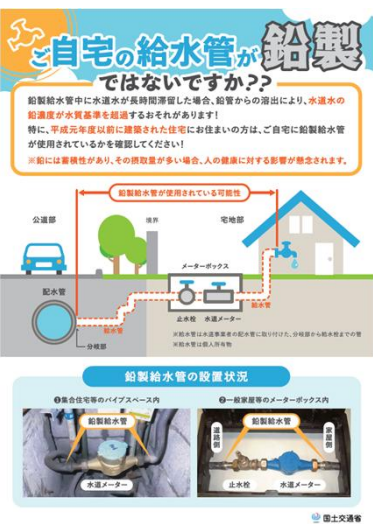 ご自宅の給水管が鉛製
ではないですか??
鉛製給水管中に水道水が長時間滞留した場合、鉛管からの溶出により、水道水の
鉛濃度が水質基準を超過するおそれがあります!
特に、平成元年度以前に建築された住宅にお住まいの方は、ご自宅に鉛製給水管
が使用されているかを確認してください!
※鉛には蓄積性があり、その摂取量が多い場合、人の健康に対する影響が懸念されます。
鉛製給水管が使用されている可能性
公道部
境界
宅地部
メーターボックス
配水管
給水管
分岐部
止水栓
水道メーター
給水管
※給水管は水道事業者の配水管に取り付けた、分岐部から給水栓までの管
※給水管は個人所有物
鉛製給水管の設置状況
❶集合住宅等のパイプスペース内
鉛製給水管
水道メーター
❷一般家屋等のメーターボックス内
鉛製給水管
道路側
家屋側
止水栓
水道メーター
国土交通省